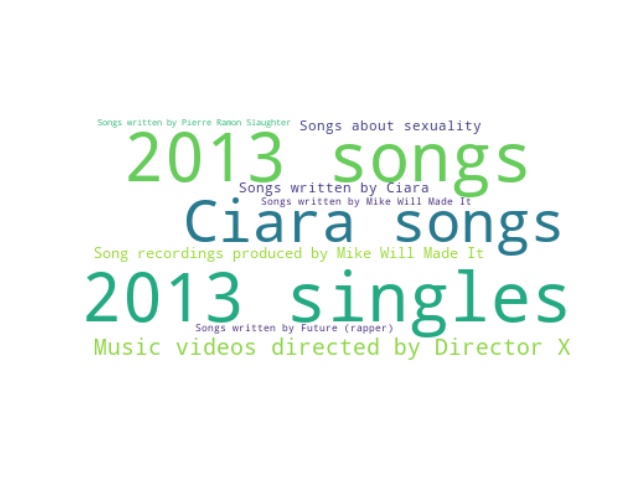 Songs written by Pierre Ramon Slaughter
Songs about sexuality
2013 songs
Songs written by Ciara
Songs written by Mike Will Made It
Ciara songs
Song recordings produced by Mike Will Made It
2013 singles
Songs written by Future (rapper)
Music videos directed by Director X